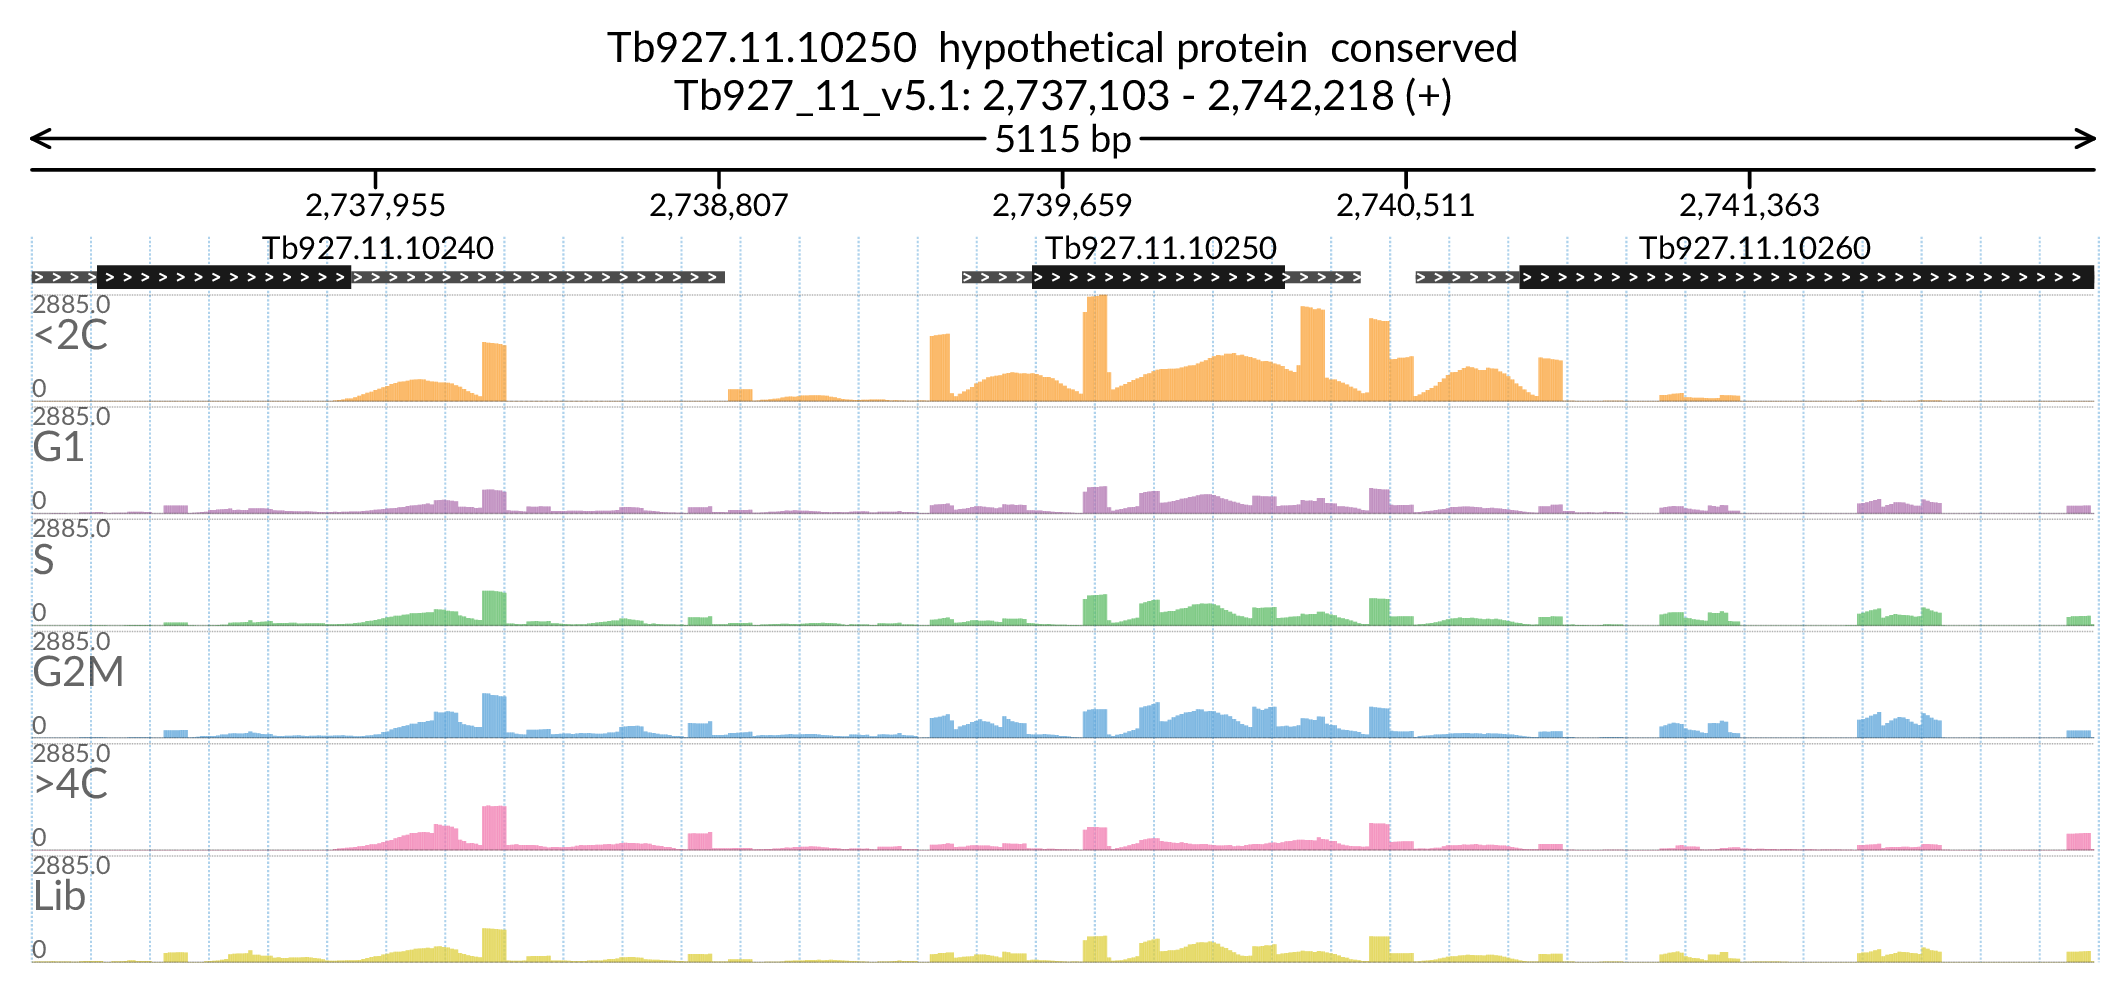 Tb927.11.10250 hypothetical protein conserved
Tb927_11_v5.1: 2,737,103 - 2,742,218 (+)
5115 bp
2,737,955 2,738,807 2,739,659 2,740,511 2,741,363
Tb927.11.10240 Tb927.11.10250 Tb927.11.10260
2885.0
<2C
0
2885.0
G1
0
2885.0
S
0
2885.0
G2M
0
2885.0
>4C
0
2885.0
Lib
0